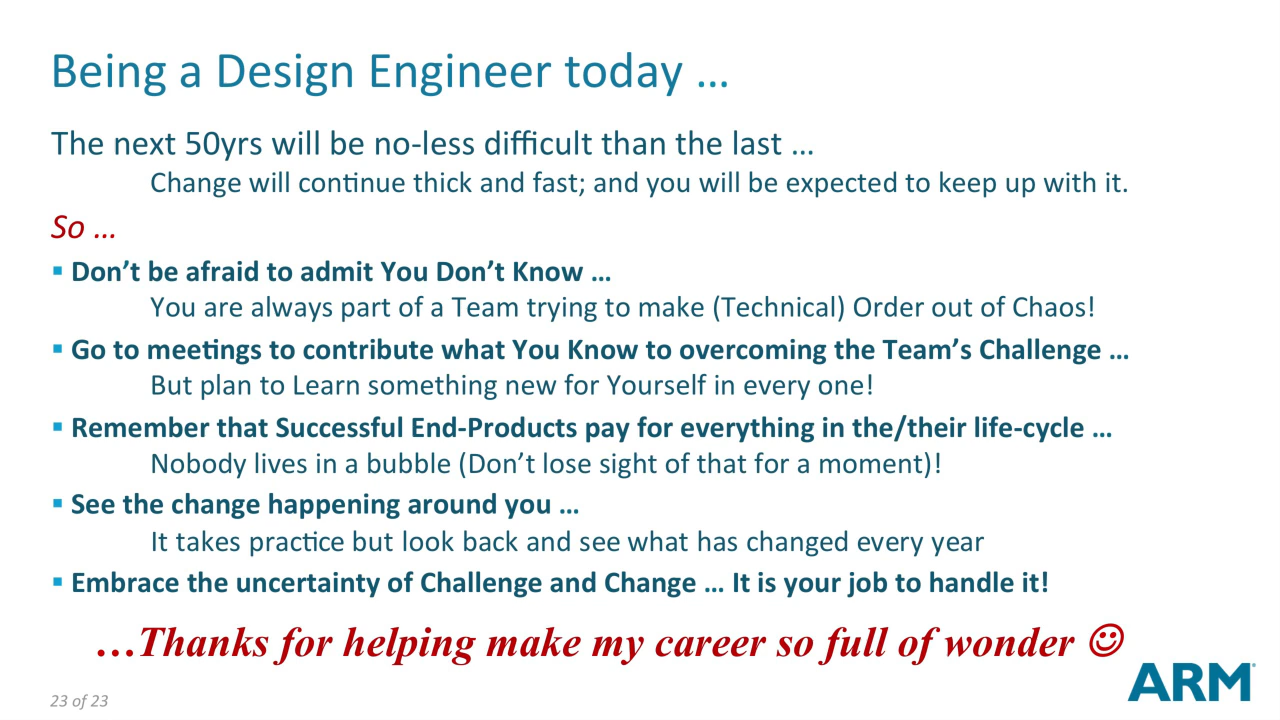 Being a Design Engineer today …
The next 50yrs will be no-less difficult than the last …
Change will continue thick and fast; and you will be expected to keep up with it.
So …
▪ Don’t be afraid to admit You Don’t Know …
You are always part of a Team trying to make (Technical) Order out of Chaos!
▪ Go to meetings to contribute what You Know to overcoming the Team’s Challenge …
But plan to Learn something new for Yourself in every one!
▪ Remember that Successful End-Products pay for everything in the/their life-cycle …
Nobody lives in a bubble (Don’t lose sight of that for a moment)!
▪ See the change happening around you …
It takes practice but look back and see what has changed every year
▪ Embrace the uncertainty of Challenge and Change … It is your job to handle it!
…Thanks for helping make my career so full of wonder ☺
ARM®
23 of 23